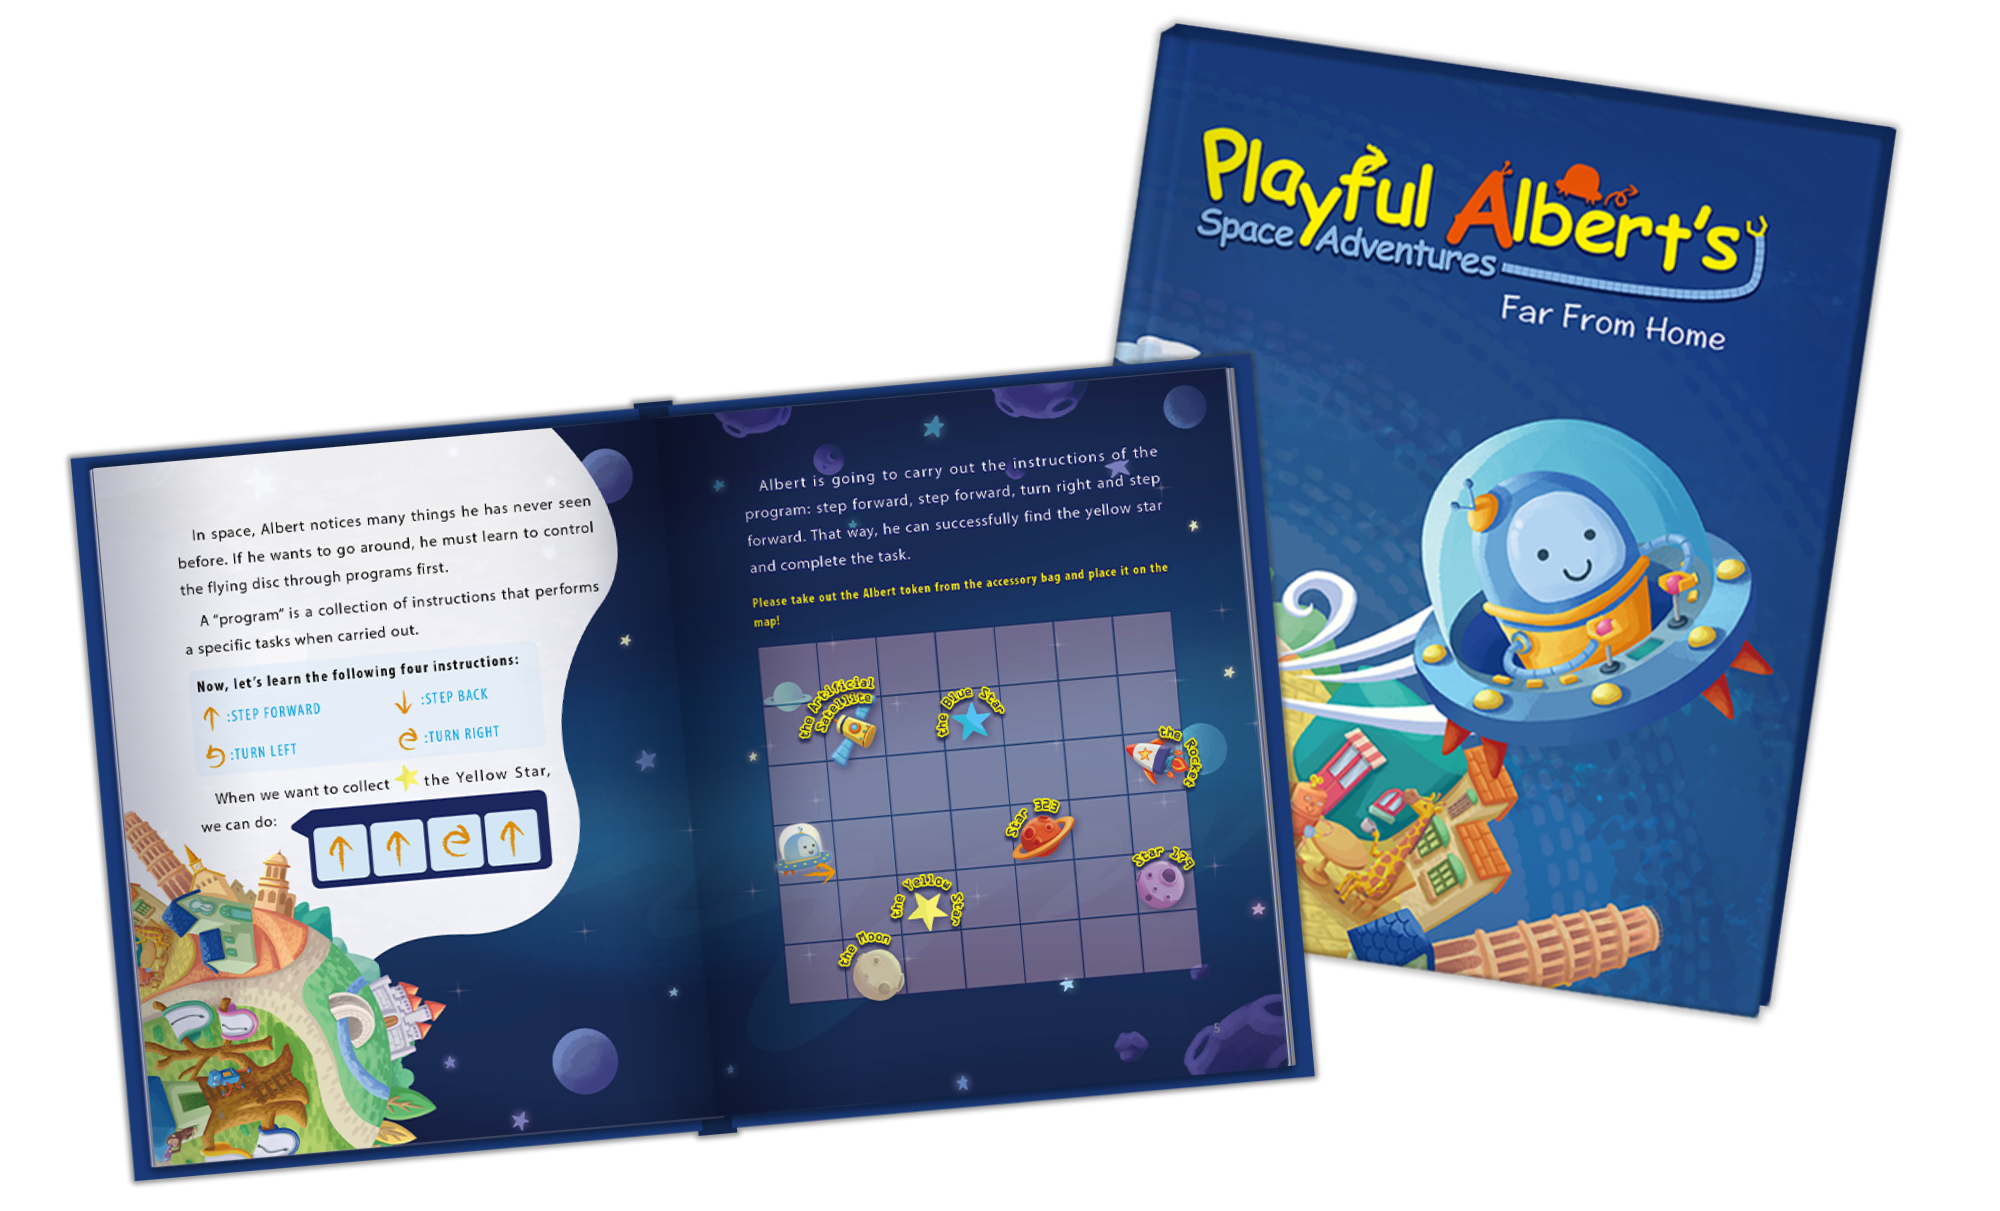 Playful Albert's
Space Adventures
Far From Home
In space, Albert notices many things he has never seen
before. If he wants to go around, he must learn to control
the flying disc through programs first.
A “program” is a collection of instructions that performs
a specific tasks when carried out.
Now, let's learn the following four instructions:
:STEP FORWARD
:STEP BACK
:TURN LEFT
:TURN RIGHT
When we want to collect the Yellow Star,
we can do:
Albert is going to carry out the instructions of the
program: step forward, step forward, turn right and step
forward. That way, he can successfully find the yellow star
and complete the task.
Please take out the Albert token from the accessory bag and place it on the
map!
the Artificial
Satellite
the Blue Star
the Rocket
Star 323
Star 179
the Yellow Star
the Moon
5